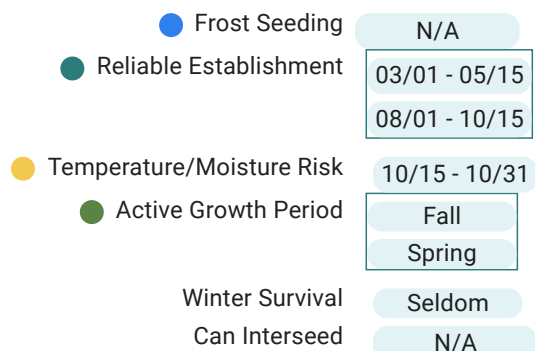 Frost Seeding N/A
Reliable Establishment 03/01 - 05/15
08/01 - 10/15
Temperature/Moisture Risk 10/15 - 10/31
Active Growth Period Fall
Spring
Winter Survival Seldom
Can Interseed N/A